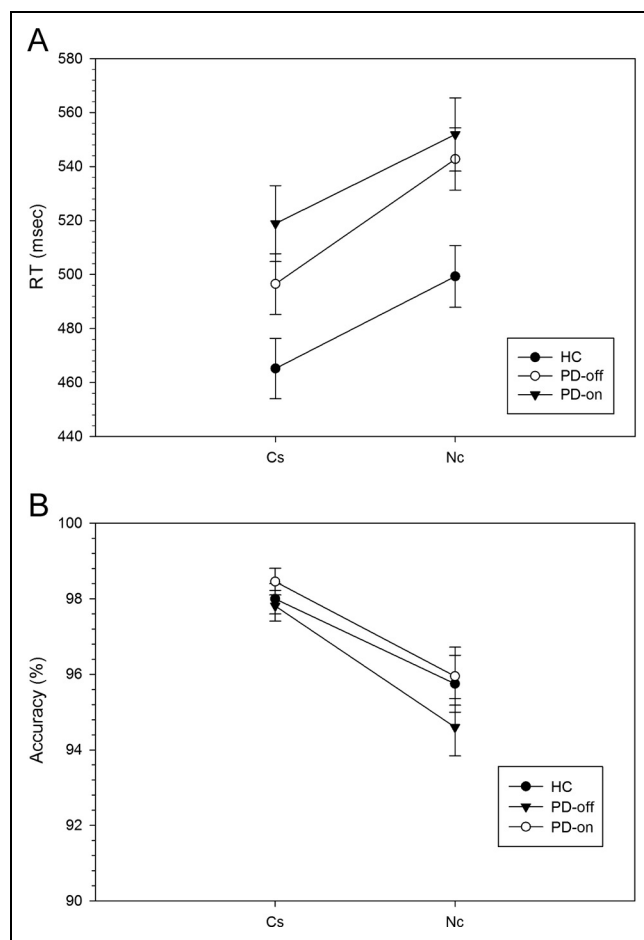 A
580
560
540
520
500
480
460
440
RT (msec)
HC
PD-off
PD-on
Cs Nc
B
100
98
96
94
92
90
Accuracy (%)
HC
PD-off
PD-on
Cs Nc